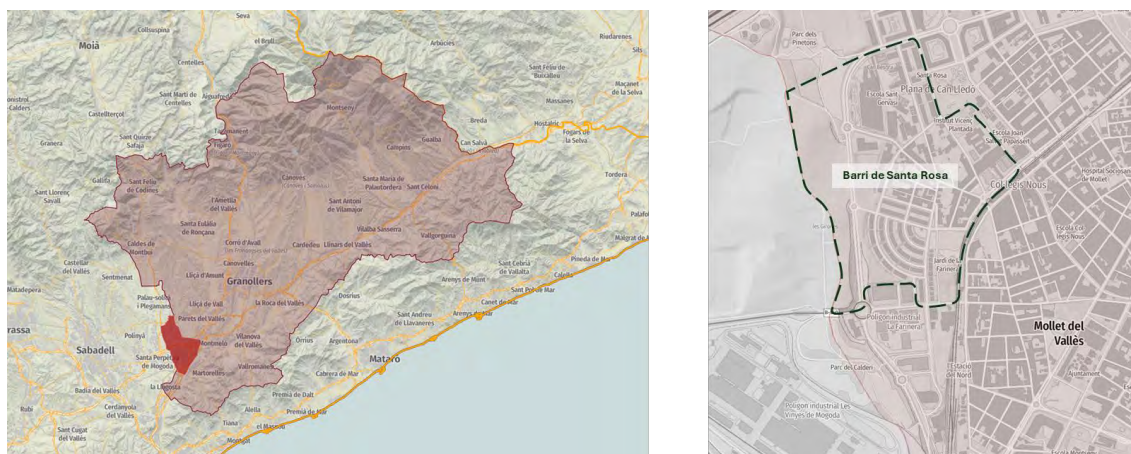 Seva
Riudarenes
Collsuspina
Moià
el Brull
Arbúcies
Sils
Centelles
Sant Feliu de
Buixalleu
Maçanet
de la Selva
Sant Martí de
Centelles
Aiguafreda
Castellterçol
Montseny
Massanes
Breda
Hostalric
Fogars de
la Selva
Granera
Sant Quirze
Safaja
Tagamanent
Figaró
Gualba
Can Salvà
Campins
Gallifa
Sant Feliu
de Codines
Cànoves
Santa Maria de
Palautordera
Sant Celoni
Tordera
Sant Llorenç
Savall
l'Ametlla
del Vallès
Sant Antoni
de Vilamajor
Santa Eulàlia
de Ronçana
Vilalba Sasserra
Vallgorguina
Caldes de
Montbui
Corró d'Avall
Cardedeu
Llinars del Vallès
Malgrat de
Castellar
del Vallès
Canovelles
Sant Cebrià
de Vallalta
Pineda de Mar
Sentmenat
Lliçà d'Amunt
Granollers
Arenys de Munt
Calella
Matadepera
Palau-solità
i Plegamans
Lliçà de Vall
la Roca del Vallès
Dosrius
Sant Pol de Mar
Canet de Mar
Parets del Vallès
Sant Andreu
de Llavaneres
Arenys de Mar
rrassa
Polinyà
Vilanova
del Vallès
Òrrius
Argentona
Sabadell
Montmeló
Mataró
Santa Perpètua
de Mogoda
Martorelles
Vallromanes
Cabrera de Mar
la Llagosta
Badia del Vallès
Premià de Dalt
Rubí
Cerdanyola
del Vallès
Alella
Premià de Mar
Tiana
el Masnou
Sant Cugat
del Vallès
Montgat
Parc dels
Pinetons
Santa Rosa
Plana de Can Lledó
Escola Sant
Gervasi
Institut Vicenç
Plantada
Escola Joan
Sant Papasseit
Barri de Santa Rosa
Hospital Sociosani
de Mollet
Col·legis Nous
Escola Col·
legis Nous
Jardí de La
Farinera
Polígon industrial
La Farinera
Mollet del
Vallès
Parc del Calderí
Estació
del Nord
Ajuntament
Polígon industrial Les
Vinyes de Mogoda